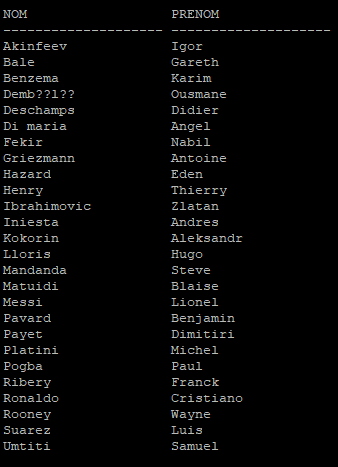 NOM PRENOM
-------------------- --------------------
Akinfeev Igor
Bale Gareth
Benzema Karim
Demb??l?? Ousmane
Deschamps Didier
Di maria Angel
Fekir Nabil
Griezmann Antoine
Hazard Eden
Henry Thierry
Ibrahimovic Zlatan
Iniesta Andres
Kokorin Aleksandr
Lloris Hugo
Mandanda Steve
Matuidi Blaise
Messi Lionel
Pavard Benjamin
Payet Dimitiri
Platini Michel
Pogba Paul
Ribery Franck
Ronaldo Cristiano
Rooney Wayne
Suarez Luis
Umtiti Samuel